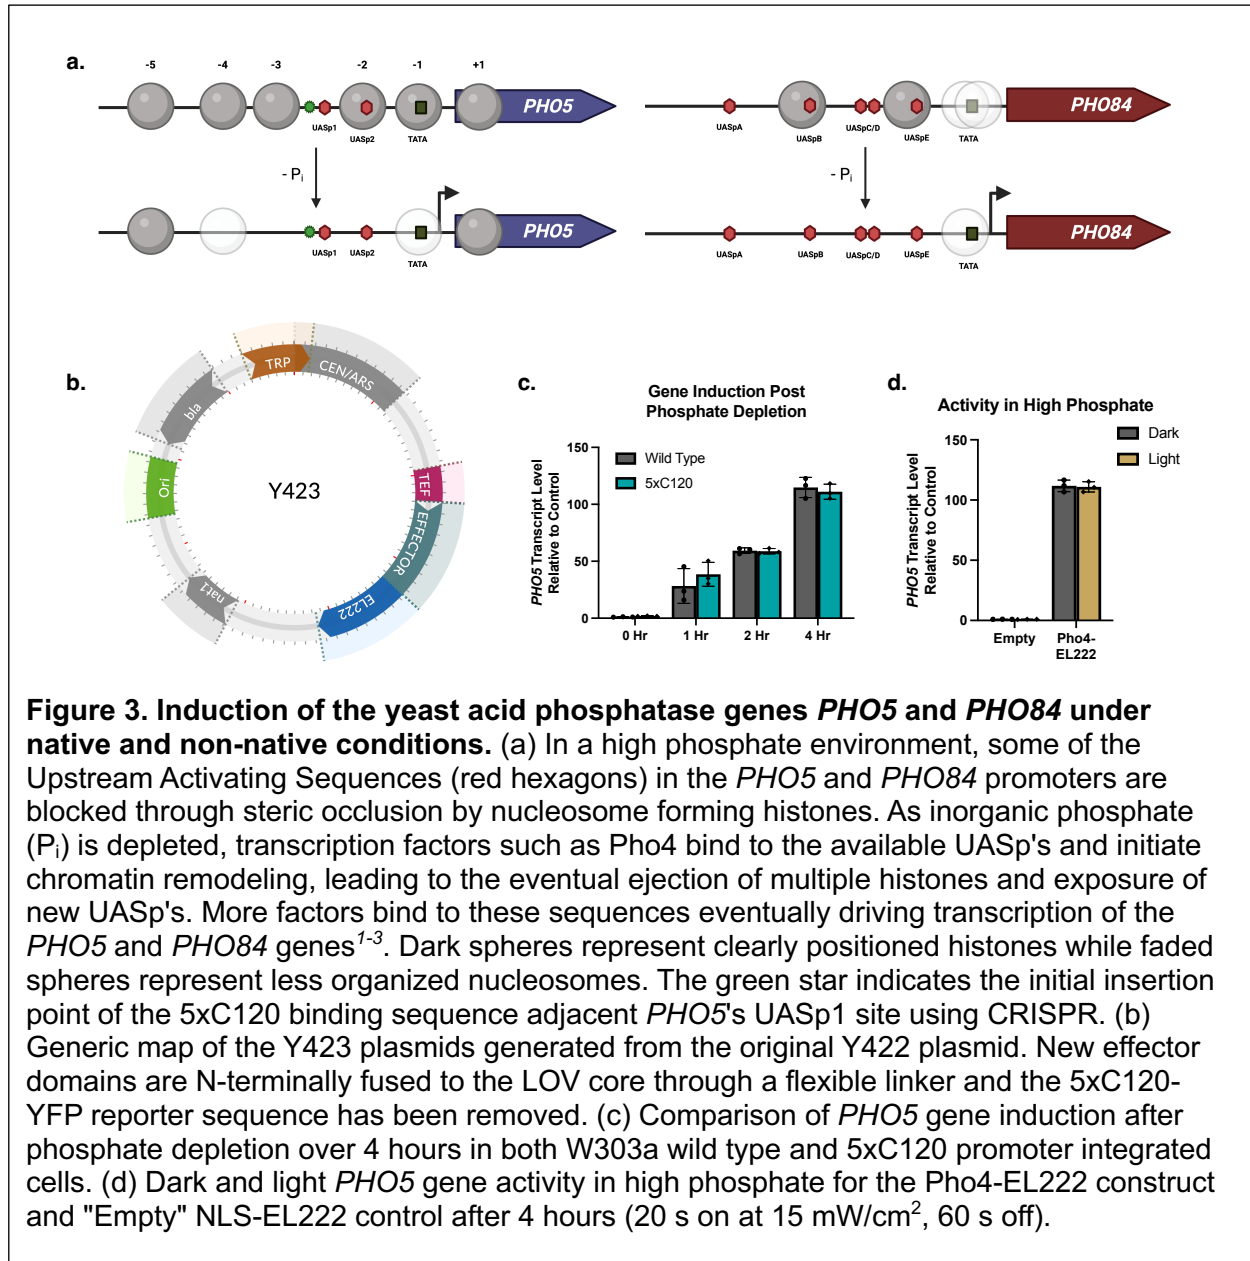 a.
-5 -4 -3 -2 -1 +1
UASp1 UASp2 TATA PHO5
UASpA UASpB UASpC/D UASpE TATA PHO84
- Pi
- Pi
UASp1 UASp2 TATA PHO5
UASpA UASpB UASpC/D UASpE TATA PHO84
b.
TRP
CEN/ARS
TEF
EFFECTOR
EL222
nat1
Ori
bla
Y423
c.
Gene Induction Post
Phosphate Depletion
PHO5 Transcript Level
Relative to Control
150
100
50
0
Wild Type
5xC120
0 Hr 1 Hr 2 Hr 4 Hr
d.
Activity in High Phosphate
Dark
Light
PHO5 Transcript Level
Relative to Control
150
100
50
0
Empty Pho4-
EL222
Figure 3. Induction of the yeast acid phosphatase genes PHO5 and PHO84 under
native and non-native conditions. (a) In a high phosphate environment, some of the
Upstream Activating Sequences (red hexagons) in the PHO5 and PHO84 promoters are
blocked through steric occlusion by nucleosome forming histones. As inorganic phosphate
(Pi) is depleted, transcription factors such as Pho4 bind to the available UASp's and initiate
chromatin remodeling, leading to the eventual ejection of multiple histones and exposure of
new UASp's. More factors bind to these sequences eventually driving transcription of the
PHO5 and PHO84 genes1-3. Dark spheres represent clearly positioned histones while faded
spheres represent less organized nucleosomes. The green star indicates the initial insertion
point of the 5xC120 binding sequence adjacent PHO5's UASp1 site using CRISPR. (b)
Generic map of the Y423 plasmids generated from the original Y422 plasmid. New effector
domains are N-terminally fused to the LOV core through a flexible linker and the 5xC120-
YFP reporter sequence has been removed. (c) Comparison of PHO5 gene induction after
phosphate depletion over 4 hours in both W303a wild type and 5xC120 promoter integrated
cells. (d) Dark and light PHO5 gene activity in high phosphate for the Pho4-EL222 construct
and "Empty" NLS-EL222 control after 4 hours (20 s on at 15 mW/cm2, 60 s off).